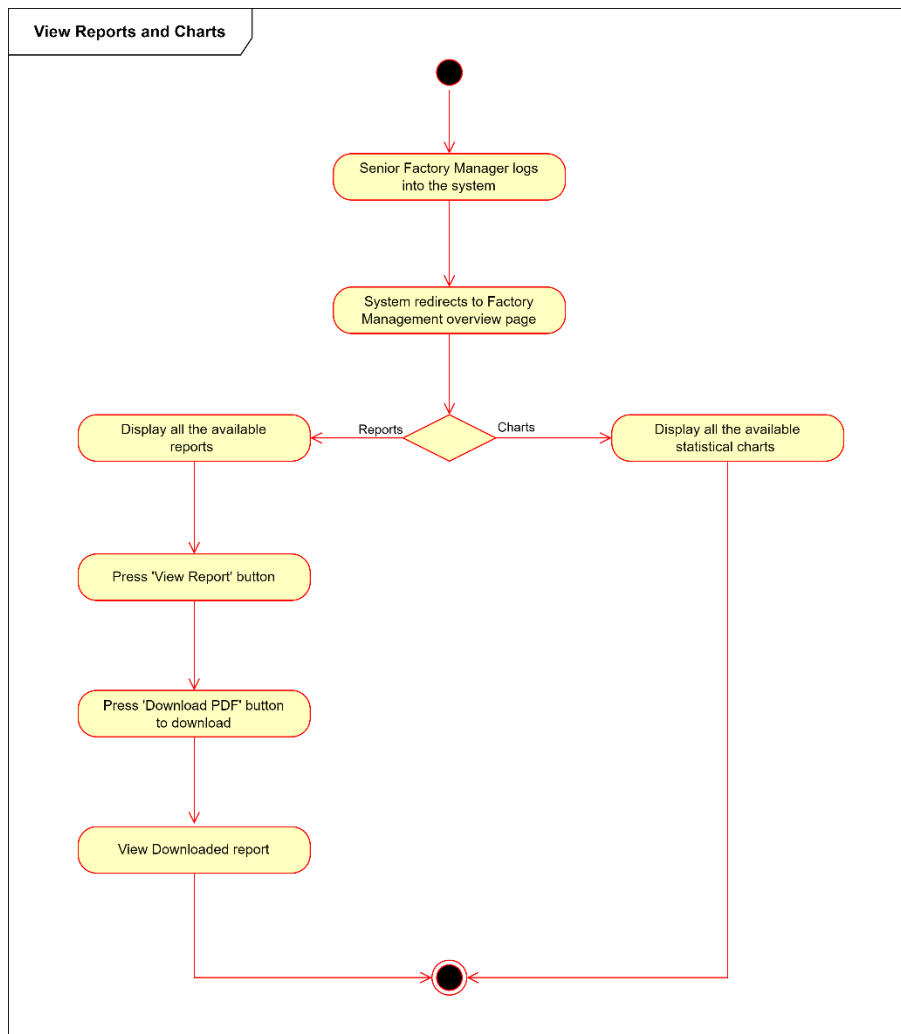 View Reports and Charts
Senior Factory Manager logs
into the system
System redirects to Factory
Management overview page
Display all the available
reports
Reports
Charts
Display all the available
statistical charts
Press 'View Report' button
Press 'Download PDF' button
to download
View Downloaded report